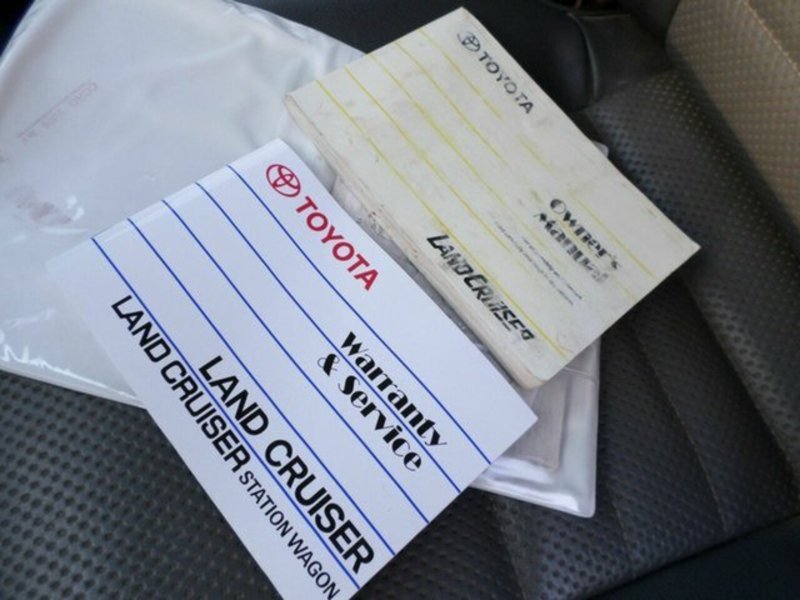 TOYOTA
Owner's
Manual
LAND CRUISER
TOYOTA
Warranty
& Service
LAND CRUISER
LAND CRUISER STATION WAGON